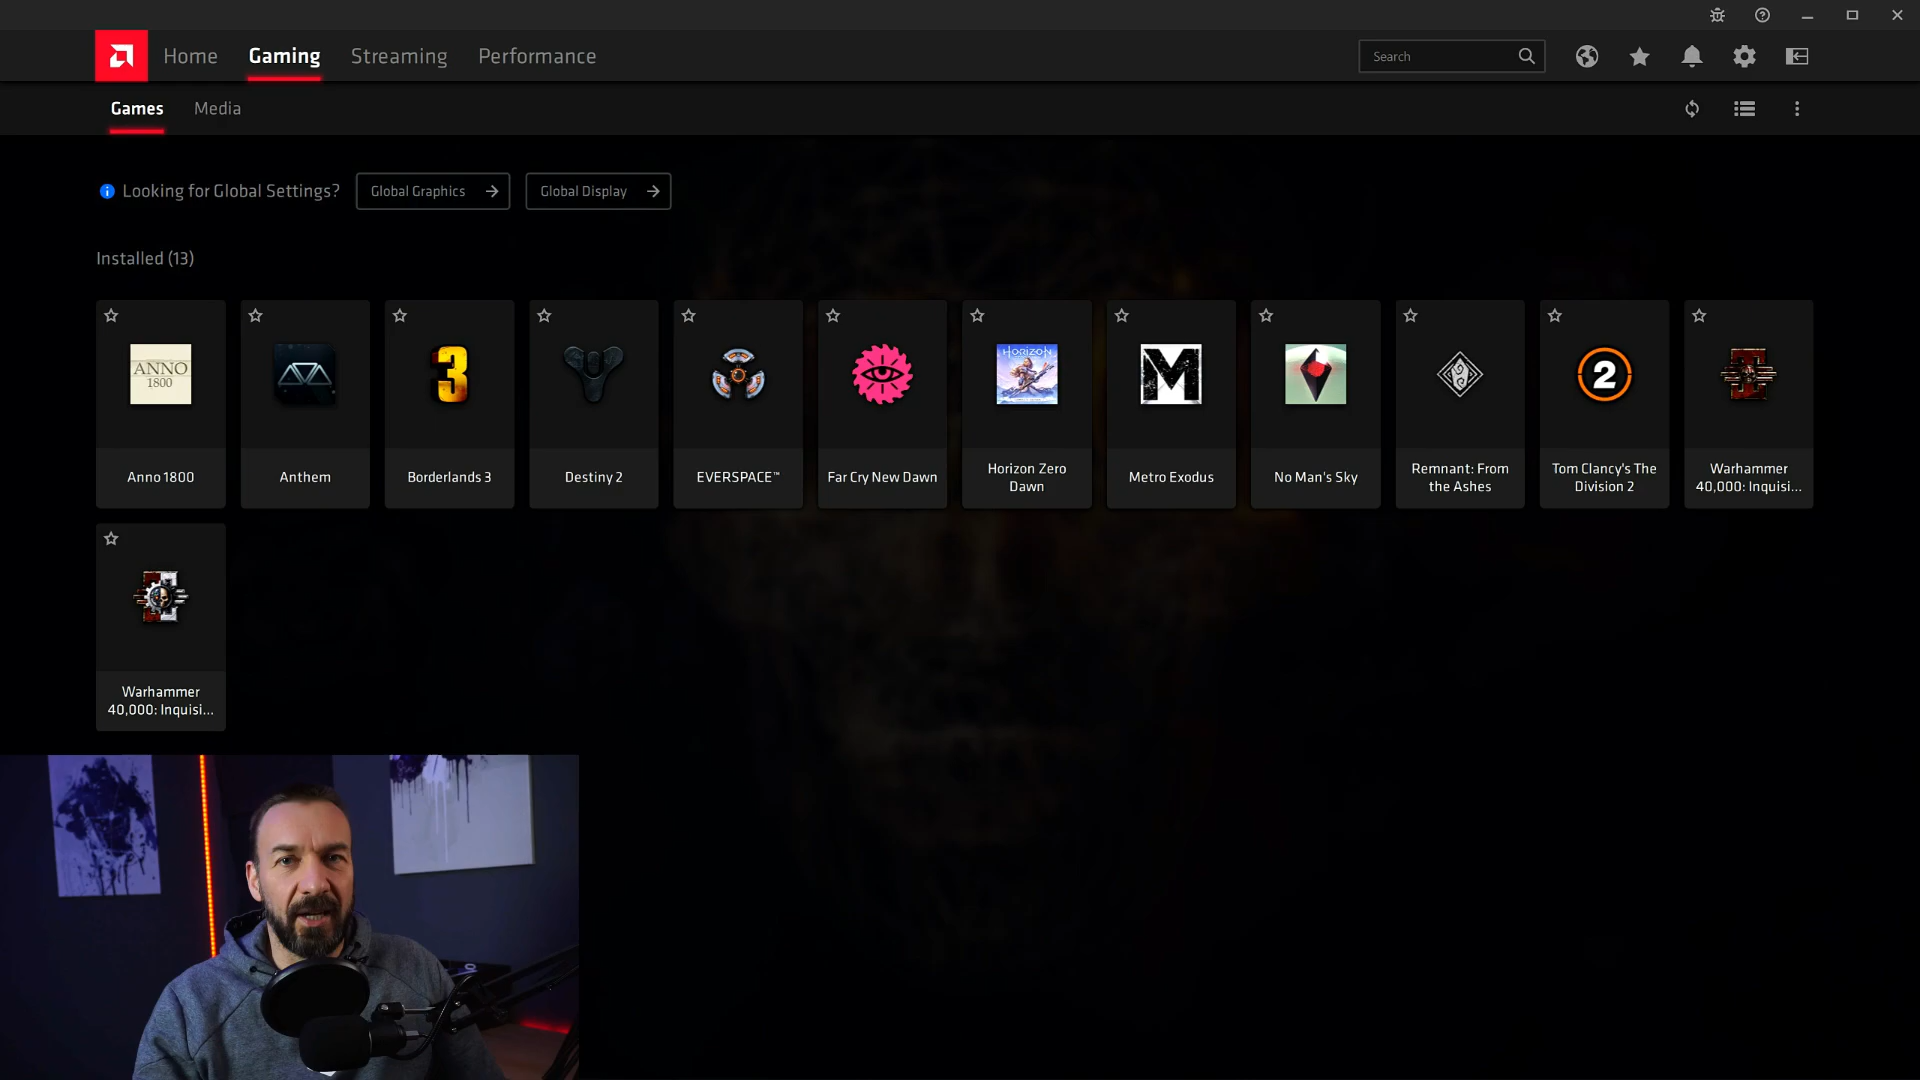 Home Gaming Streaming Performance Search
Games Media
Looking for Global Settings? Global Graphics Global Display
Installed (13)
ANNO
1800
3
HORIZON
M
2
Anno 1800
Anthem
Borderlands 3
Destiny 2
EVERSPACE™
Far Cry New Dawn
Horizon Zero
Dawn
Metro Exodus
No Man's Sky
Remnant: From
the Ashes
Tom Clancy's The
Division 2
Warhammer
40,000: Inquisi...
Warhammer
40,000: Inquisi...